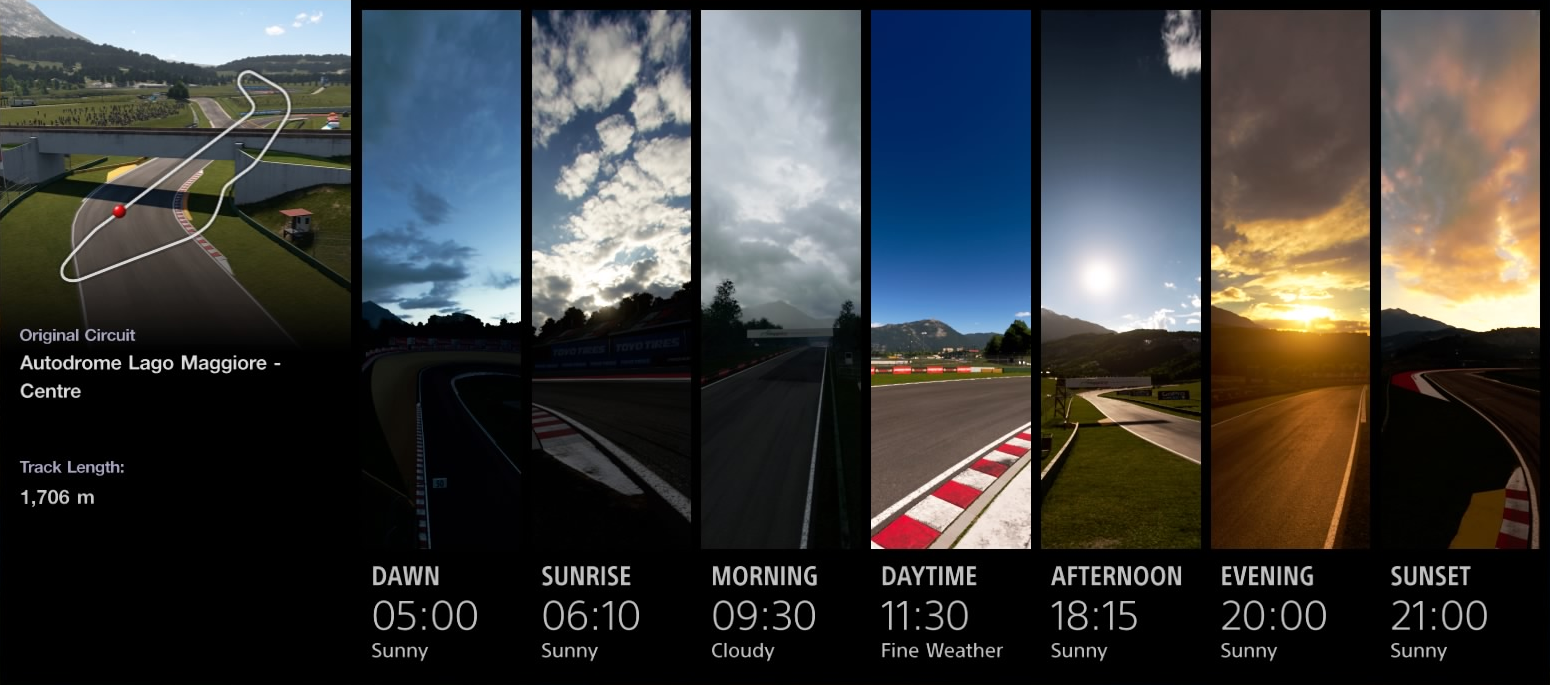 Original Circuit
Autodrome Lago Maggiore -
Centre
Track Length:
1,706 m
TOYO TIRES TOYO TIRES
DAWN
05:00
Sunny
SUNRISE
06:10
Sunny
MORNING
09:30
Cloudy
DAYTIME
11:30
Fine Weather
AFTERNOON
18:15
Sunny
EVENING
20:00
Sunny
SUNSET
21:00
Sunny